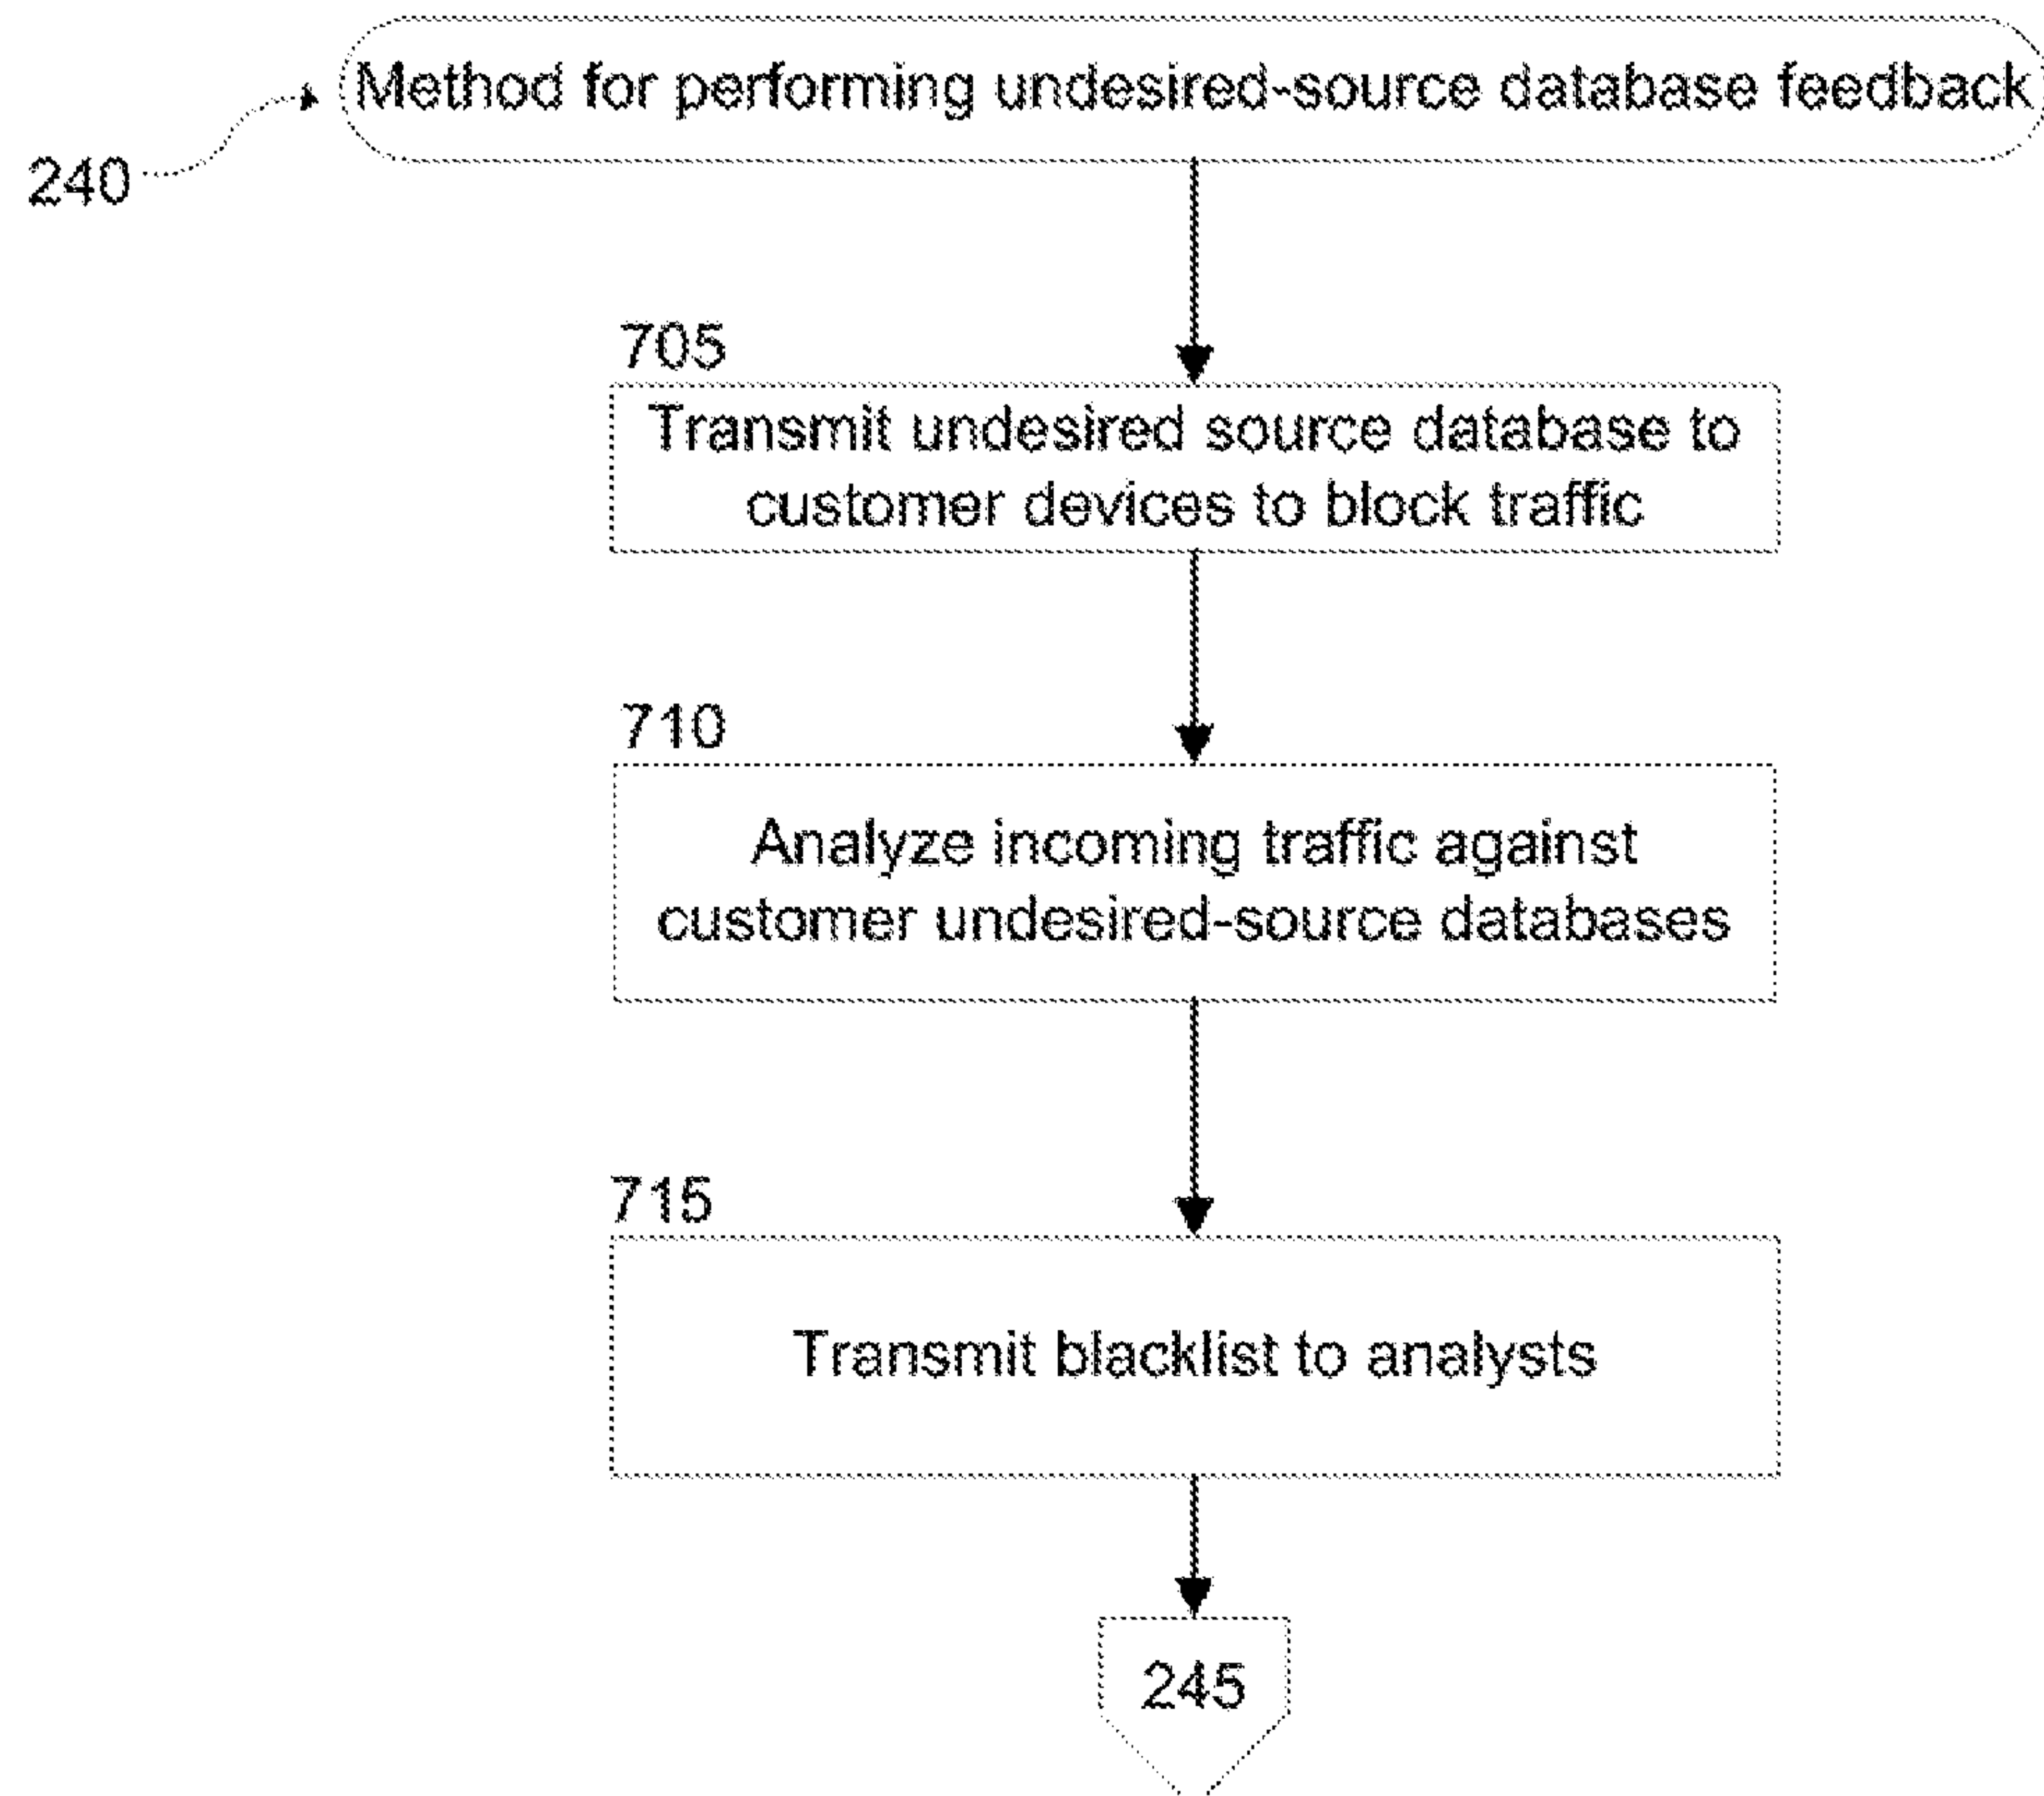 Method for performing undesired-source database feedback
240
705
Transmit undesired source database to
customer devices to block traffic
710
Analyze incoming traffic against
customer undesired-source databases
715
Transmit blacklist to analysts
245